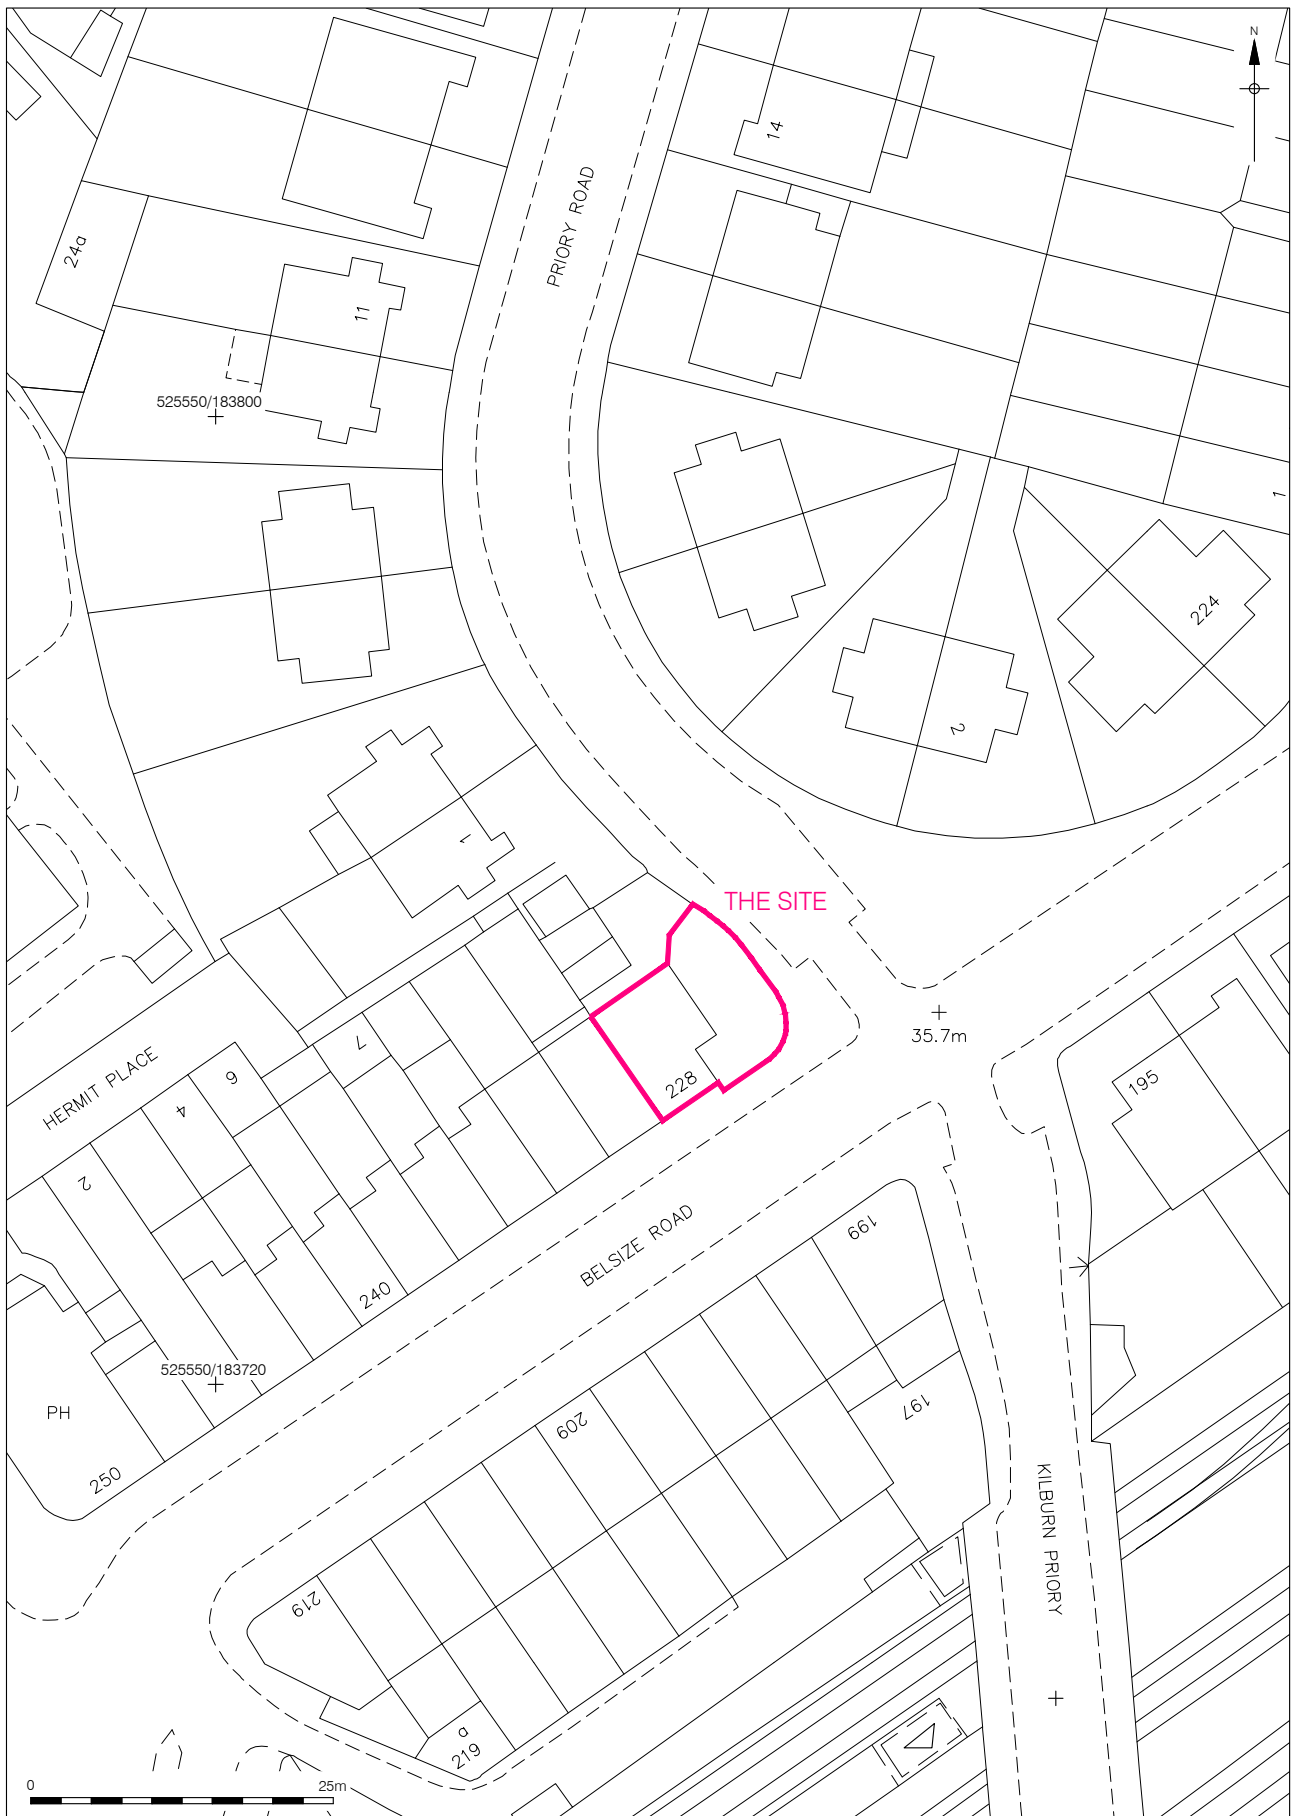 N
14
PRIORY ROAD
24a
11
525550/183800
1
224
2
1
THE SITE
35.7m
HERMIT PLACE
7
6
4
2
228
195
BELSIZE ROAD
199
240
525550/183720
197
PH
209
250
KILBURN PRIORY
219
a
219
0
25m